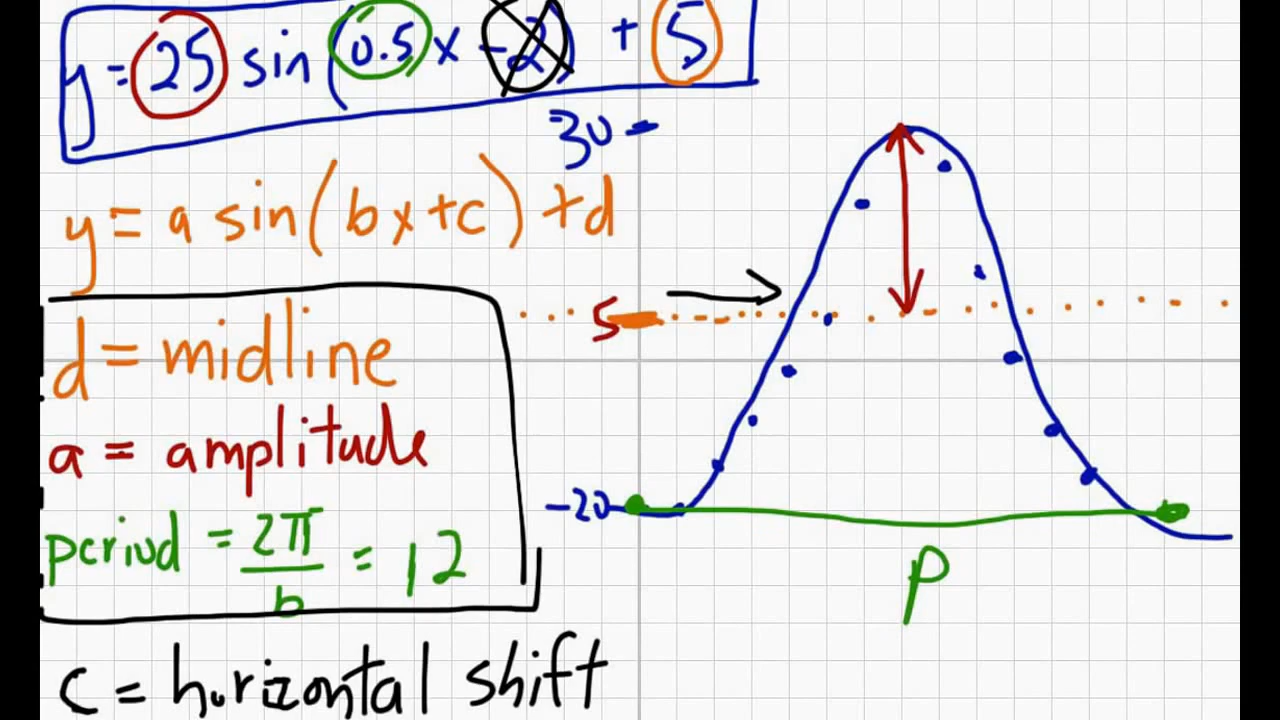 y = 25 sin (0.5x - 2) + 5
30
y = a sin(bx+c) + d
5
d = midline
a = amplitude
-20
period = 2π/b = 12
P
c = horizontal shift